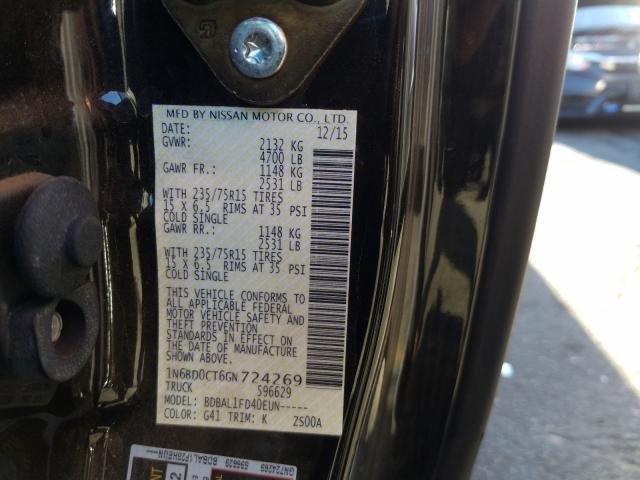 MFD BY NISSAN MOTOR CO., LTD.
DATE: 12/15
GVWR: 2132 KG
4700 LB
GAWR FR.: 1148 KG
2531 LB
WITH 235/75R15 TIRES
15 X 6.5 RIMS AT 35 PSI
COLD SINGLE
GAWR RR.: 1148 KG
2531 LB
WITH 235/75R15 TIRES
15 X 6.5 RIMS AT 35 PSI
COLD SINGLE
THIS VEHICLE CONFORMS TO
ALL APPLICABLE FEDERAL
MOTOR VEHICLE SAFETY AND
THEFT PREVENTION
STANDARDS IN EFFECT ON
THE DATE OF MANUFACTURE
SHOWN ABOVE.
1N6BD0CT6GN724269
TRUCK 596629
MODEL: BDBAL1FD40EUN-----
COLOR: G41 TRIM: K ZS00A
GN724269
596629